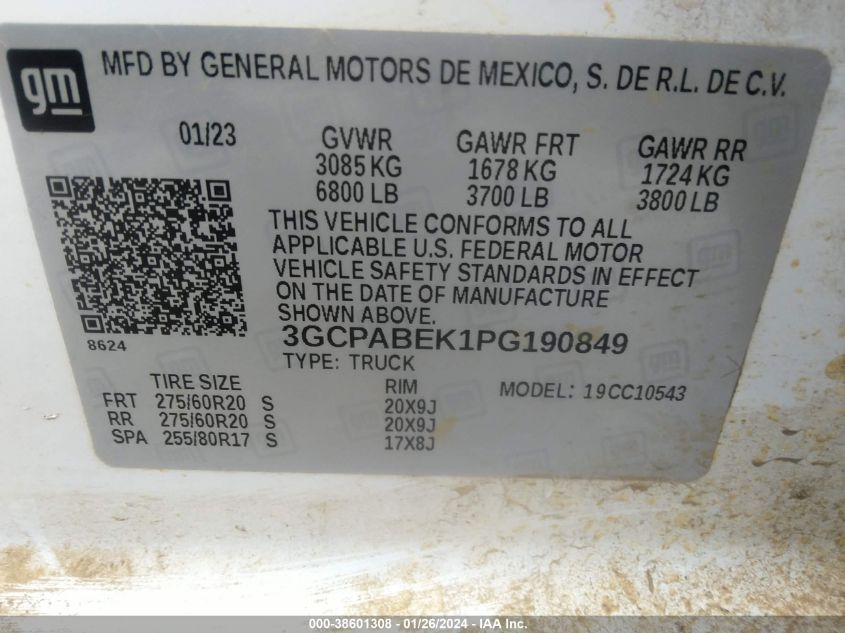 gm
MFD BY GENERAL MOTORS DE MEXICO, S. DE R.L. DE C.V.
01/23 GVWR GAWR FRT GAWR RR
3085 KG 1678 KG 1724 KG
6800 LB 3700 LB 3800 LB
THIS VEHICLE CONFORMS TO ALL
APPLICABLE U.S. FEDERAL MOTOR
VEHICLE SAFETY STANDARDS IN EFFECT
ON THE DATE OF MANUFACTURE
SHOWN ABOVE.
8624
3GCPABEK1PG190849
TYPE: TRUCK
TIRE SIZE RIM MODEL: 19CC10543
FRT 275/60R20 S 20X9J
RR 275/60R20 S 20X9J
SPA 255/80R17 S 17X8J
000-38601308 - 01/26/2024 - IAA Inc.